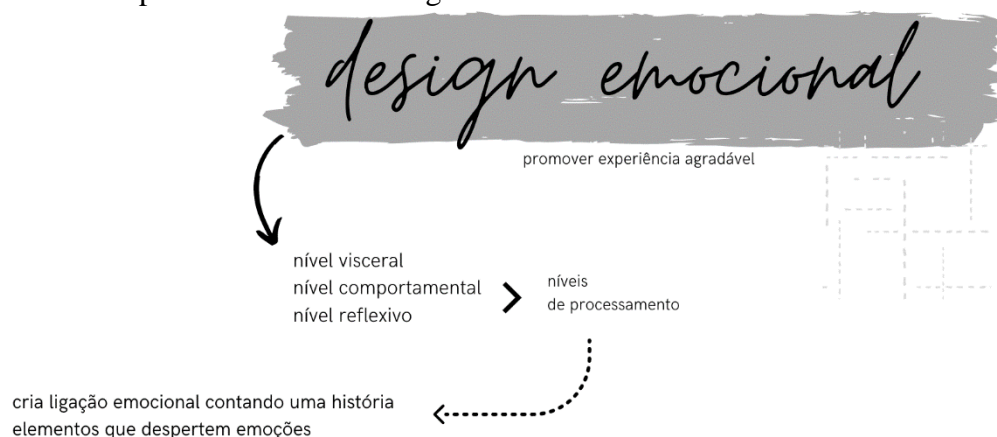 design emocional
promover experiência agradável
nível visceral
nível comportamental
nível reflexivo
níveis
de processamento
cria ligação emocional contando uma história
elementos que despertem emoções